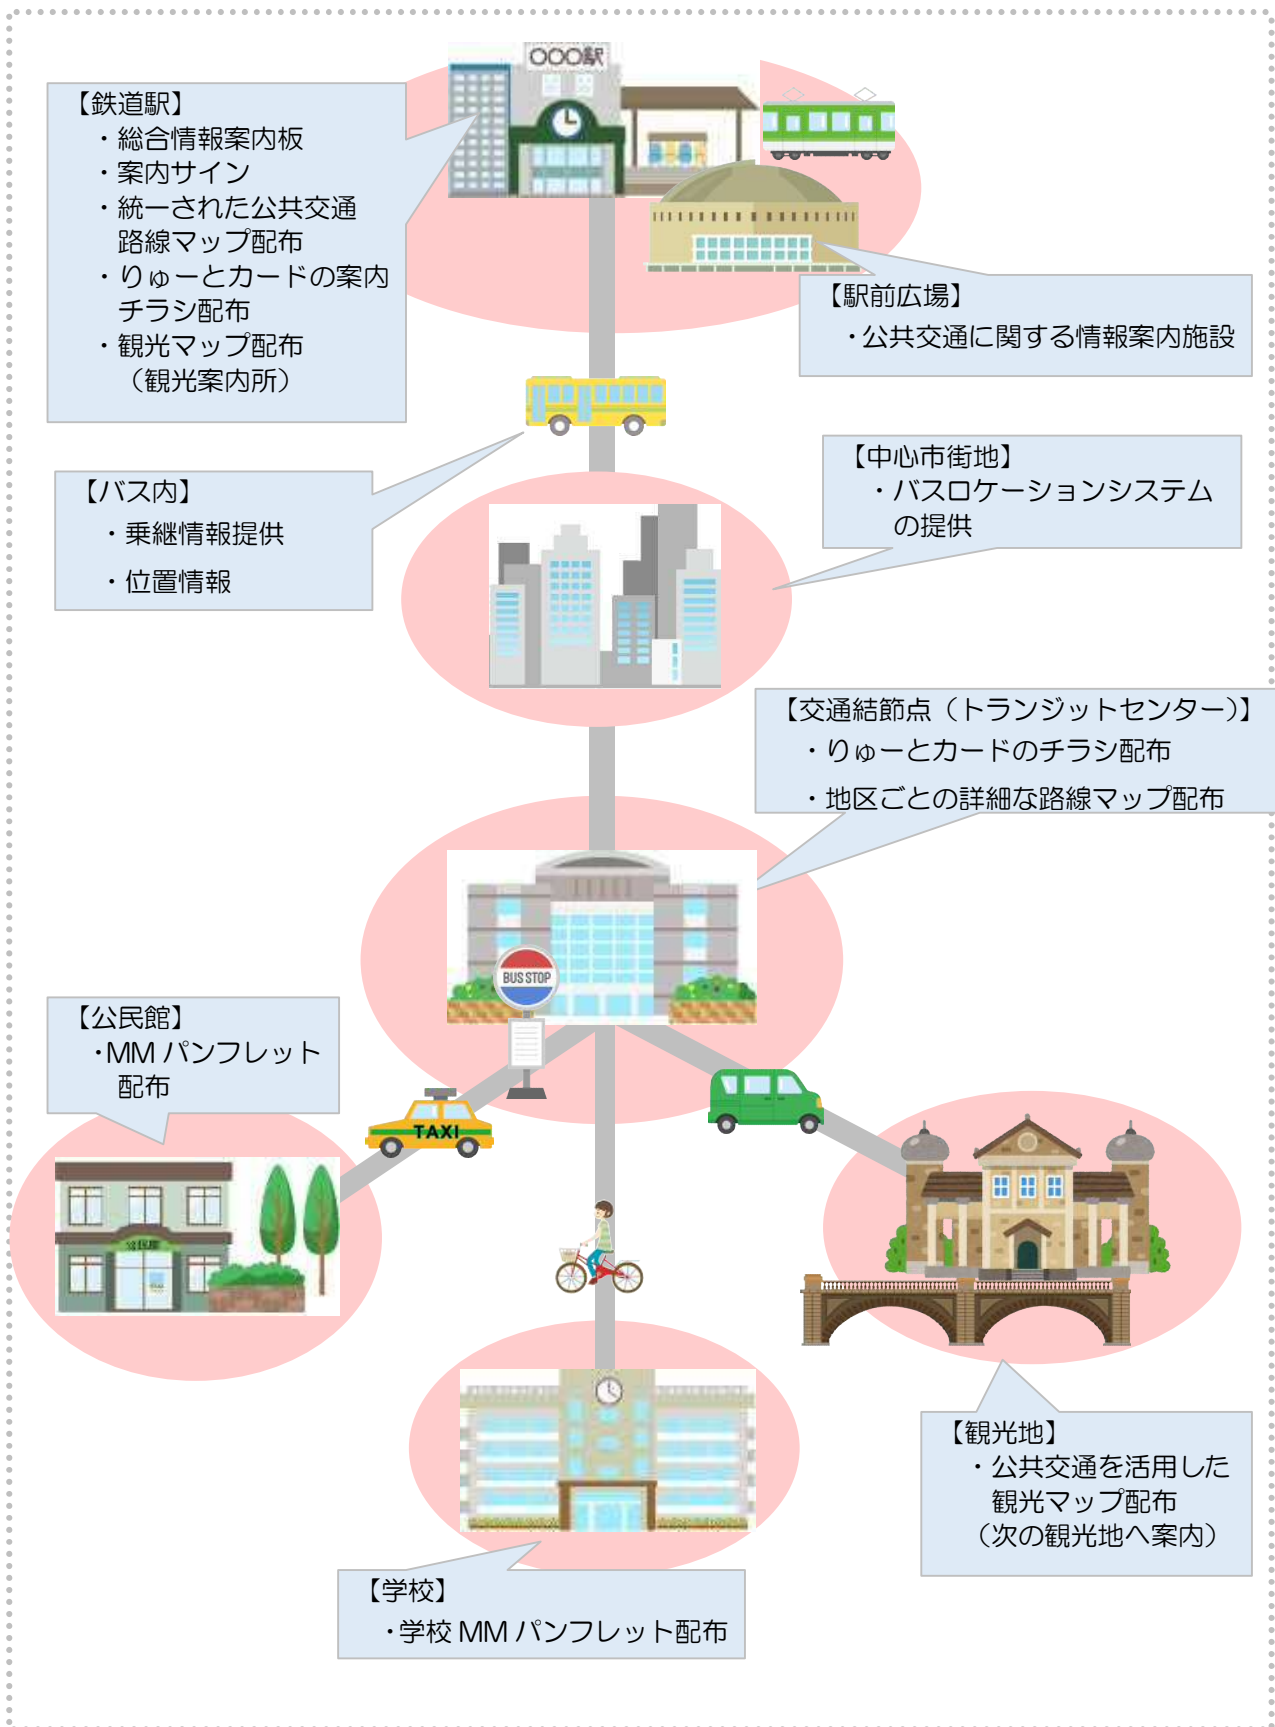 〇〇〇駅
【鉄道駅】
・総合情報案内板
・案内サイン
・統一された公共交通
路線マップ配布
・りゅーとカードの案内
チラシ配布
・観光マップ配布
（観光案内所）
【駅前広場】
・公共交通に関する情報案内施設
【バス内】
・乗継情報提供
・位置情報
【中心市街地】
・バスロケーションシステム
の提供
【交通結節点（トランジットセンター）】
・りゅーとカードのチラシ配布
・地区ごとの詳細な路線マップ配布
BUS STOP
【公民館】
・MM パンフレット
配布
TAXI
公民館
【観光地】
・公共交通を活用した
観光マップ配布
（次の観光地へ案内）
【学校】
・学校 MM パンフレット配布